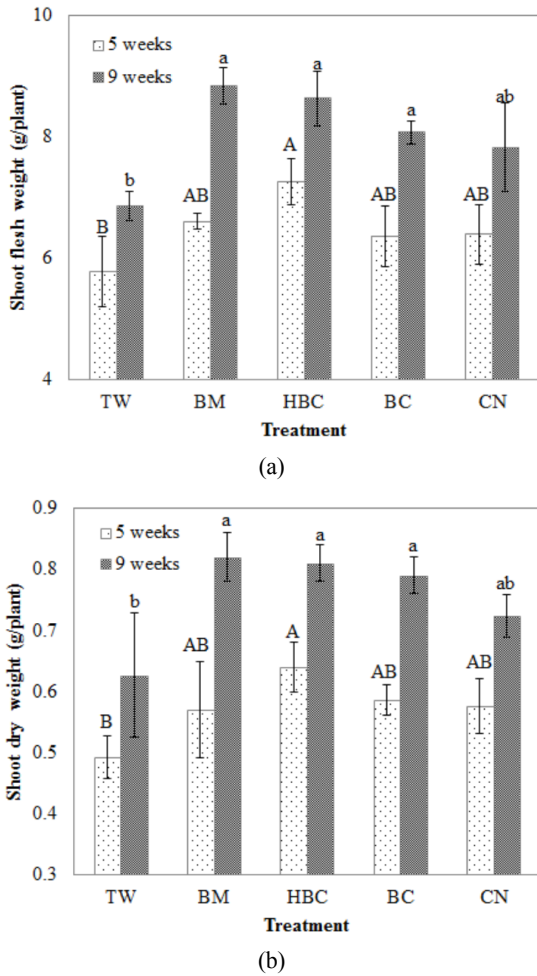 10
8
6
4
Shoot flesh weight (g/plant)
5 weeks
9 weeks
B
b
AB
a
A
a
AB
a
AB
ab
TW BM HBC BC CN
Treatment
(a)
0.9
0.8
0.7
0.6
0.5
0.4
0.3
Shoot dry weight (g/plant)
5 weeks
9 weeks
B
b
AB
a
A
a
AB
a
AB
ab
TW BM HBC BC CN
Treatment
(b)